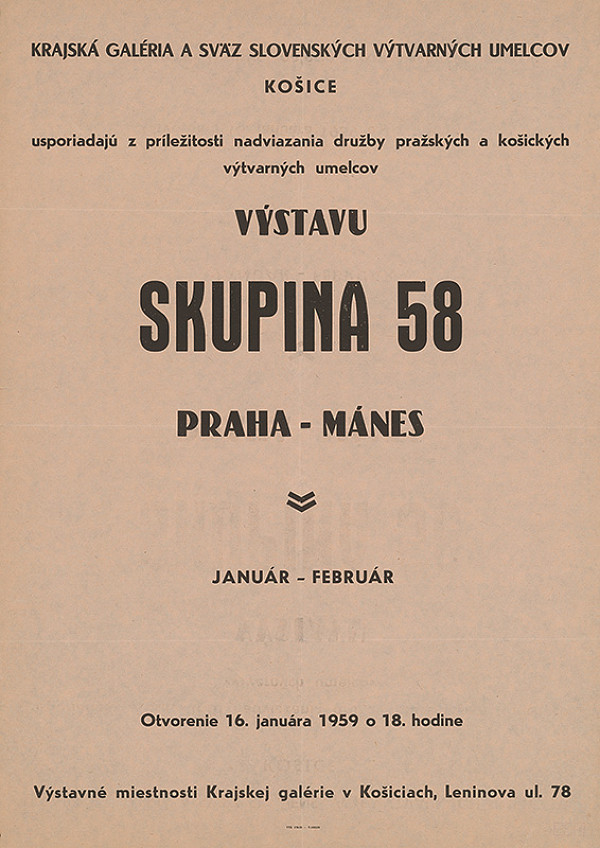 KRAJSKÁ GALÉRIA A SVÄZ SLOVENSKÝCH VÝTVARNÝCH UMELCOV
KOŠICE
usporiadajú z príležitosti nadviazania družby pražských a košických
výtvarných umelcov
VÝSTAVU
SKUPINA 58
PRAHA - MÁNES
JANUÁR – FEBRUÁR
Otvorenie 16. januára 1959 o 18. hodine
Výstavné miestnosti Krajskej galérie v Košiciach, Leninova ul. 78